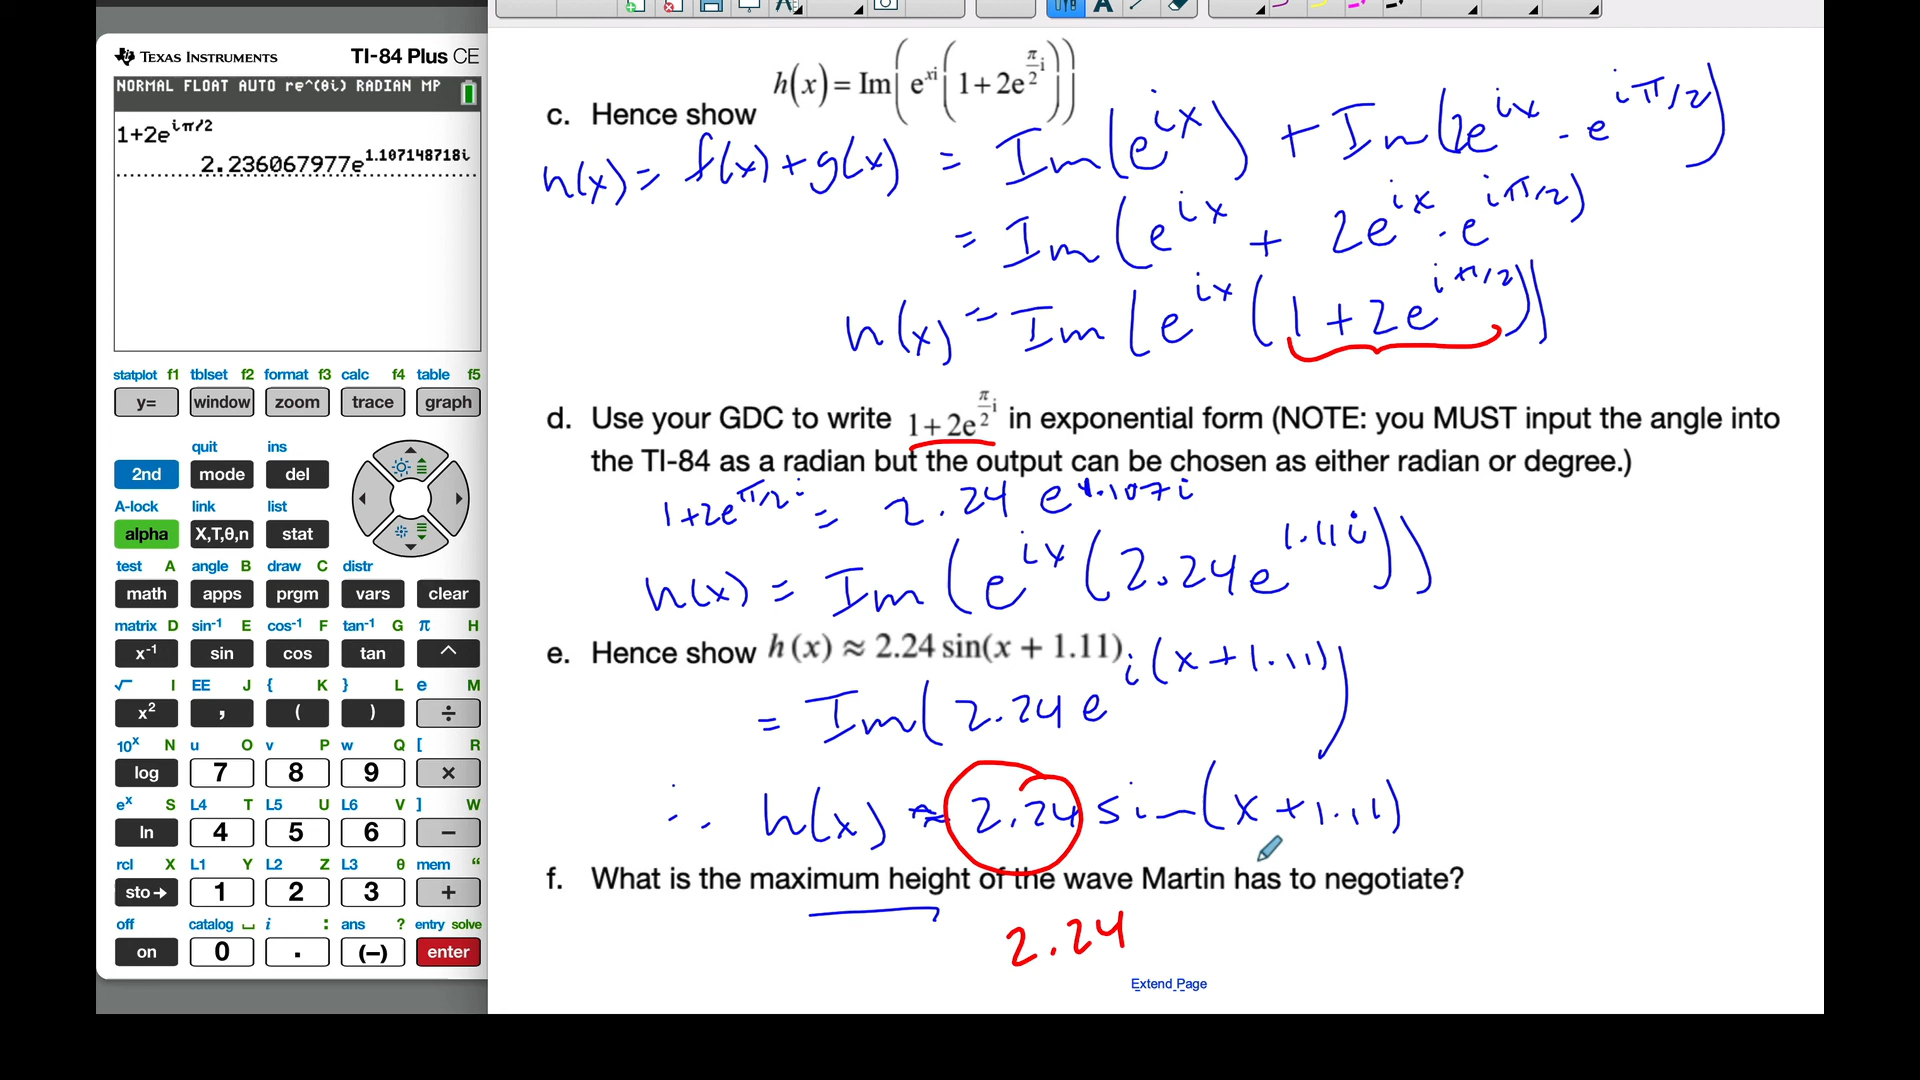 TEXAS INSTRUMENTS TI-84 Plus CE
NORMAL FLOAT AUTO re^(θi) RADIAN MP
1+2e^(iπ/2)
2.236067977e^(1.107148718i)
statplot f1 tblset f2 format f3 calc f4 table f5
y= window zoom trace graph
quit ins
2nd mode del
A-lock link list
alpha X,T,θ,n stat
test A angle B draw C distr
math apps prgm vars clear
matrix D sin⁻¹ E cos⁻¹ F tan⁻¹ G π H
x⁻¹ sin cos tan ^
√ I EE J { K } L e M
x² , ( ) ÷
10ˣ N u O v P w Q [ R
log 7 8 9 ×
eˣ S L4 T L5 U L6 V ] W
ln 4 5 6 −
rcl X L1 Y L2 Z L3 θ mem "
sto→ 1 2 3 +
off catalog ⎵ i : ans ? entry solve
on 0 . (−) enter
c. Hence show h(x) = Im(e^(xi)(1+2e^(π/2 i)))
h(x) = f(x) + g(x) = Im(e^(ix)) + Im(2e^(ix) · e^(iπ/2))
= Im(e^(ix) + 2e^(ix) · e^(iπ/2))
h(x) = Im(e^(ix)(1+2e^(iπ/2)))
d. Use your GDC to write 1+2e^(π/2 i) in exponential form (NOTE: you MUST input the angle into
the TI-84 as a radian but the output can be chosen as either radian or degree.)
1+2e^(π/2 i) = 2.24 e^(1.107i)
h(x) = Im(e^(ix)(2.24e^(1.11i)))
e. Hence show h(x) ≈ 2.24 sin(x + 1.11).
= Im(2.24e^(i(x+1.11)))
∴ h(x) ≈ 2.24 sin(x+1.11)
f. What is the maximum height of the wave Martin has to negotiate?
2.24
Extend Page